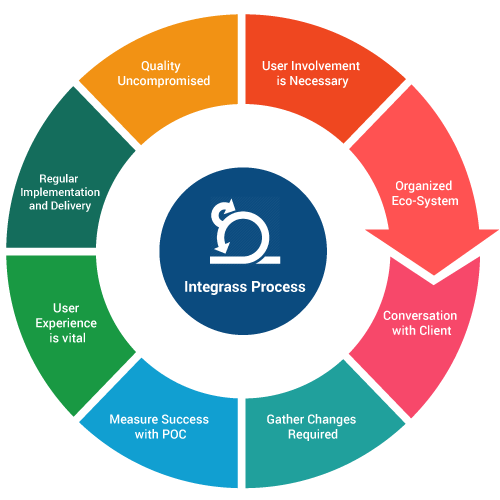 Quality
Uncompromised
User Involvement
is Necessary
Organized
Eco-System
Conversation
with Client
Gather Changes
Required
Measure Success
with POC
User
Experience
is vital
Regular
Implementation
and Delivery
Integrass Process